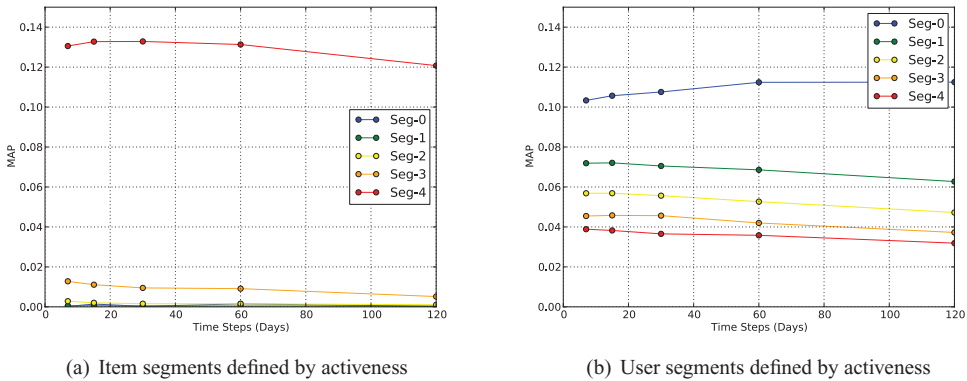 0.14
0.12
0.10
0.08
0.06
0.04
0.02
0.00
MAP
0 20 40 60 80 100 120
Time Steps (Days)
Seg-0
Seg-1
Seg-2
Seg-3
Seg-4
(a) Item segments defined by activeness
0.14
0.12
0.10
0.08
0.06
0.04
0.02
0.00
MAP
0 20 40 60 80 100 120
Time Steps (Days)
Seg-0
Seg-1
Seg-2
Seg-3
Seg-4
(b) User segments defined by activeness